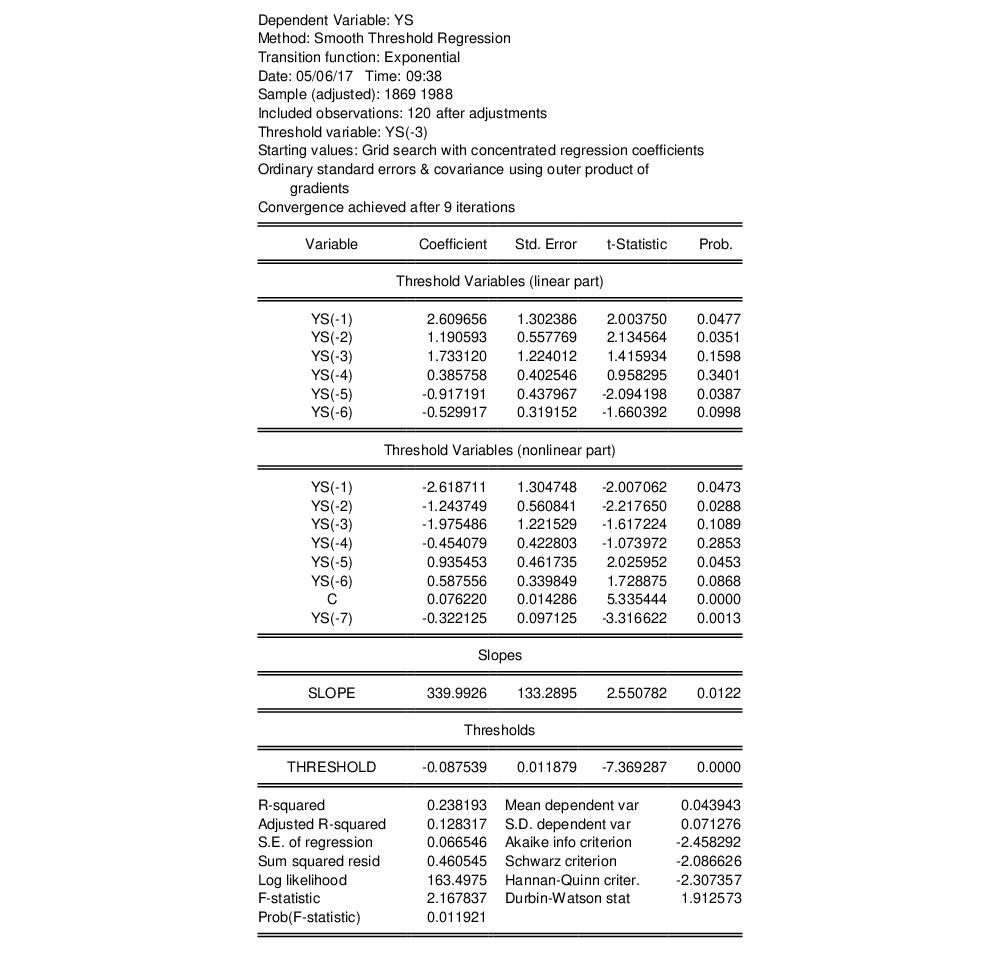 Dependent Variable: YS
Method: Smooth Threshold Regression
Transition function: Exponential
Date: 05/06/17 Time: 09:38
Sample (adjusted): 1869 1988
Included observations: 120 after adjustments
Threshold variable: YS(-3)
Starting values: Grid search with concentrated regression coefficients
Ordinary standard errors & covariance using outer product of
gradients
Convergence achieved after 9 iterations
Variable Coefficient Std. Error t-Statistic Prob.
Threshold Variables (linear part)
YS(-1) 2.609656 1.302386 2.003750 0.0477
YS(-2) 1.190593 0.557769 2.134564 0.0351
YS(-3) 1.733120 1.224012 1.415934 0.1598
YS(-4) 0.385758 0.402546 0.958295 0.3401
YS(-5) -0.917191 0.437967 -2.094198 0.0387
YS(-6) -0.529917 0.319152 -1.660392 0.0998
Threshold Variables (nonlinear part)
YS(-1) -2.618711 1.304748 -2.007062 0.0473
YS(-2) -1.243749 0.560841 -2.217650 0.0288
YS(-3) -1.975486 1.221529 -1.617224 0.1089
YS(-4) -0.454079 0.422803 -1.073972 0.2853
YS(-5) 0.935453 0.461735 2.025952 0.0453
YS(-6) 0.587556 0.339849 1.728875 0.0868
C 0.076220 0.014286 5.335444 0.0000
YS(-7) -0.322125 0.097125 -3.316622 0.0013
Slopes
SLOPE 339.9926 133.2895 2.550782 0.0122
Thresholds
THRESHOLD -0.087539 0.011879 -7.369287 0.0000
R-squared 0.238193 Mean dependent var 0.043943
Adjusted R-squared 0.128317 S.D. dependent var 0.071276
S.E. of regression 0.066546 Akaike info criterion -2.458292
Sum squared resid 0.460545 Schwarz criterion -2.086626
Log likelihood 163.4975 Hannan-Quinn criter. -2.307357
F-statistic 2.167837 Durbin-Watson stat 1.912573
Prob(F-statistic) 0.011921